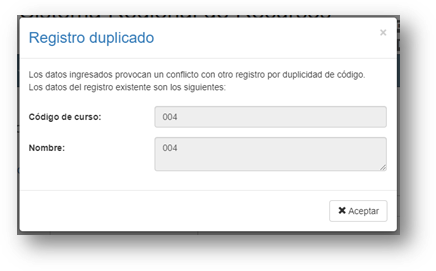 Registro duplicado ×
Los datos ingresados provocan un conflicto con otro registro por duplicidad de código.
Los datos del registro existente son los siguientes:
Código de curso: 004
Nombre: 004
✖ Aceptar